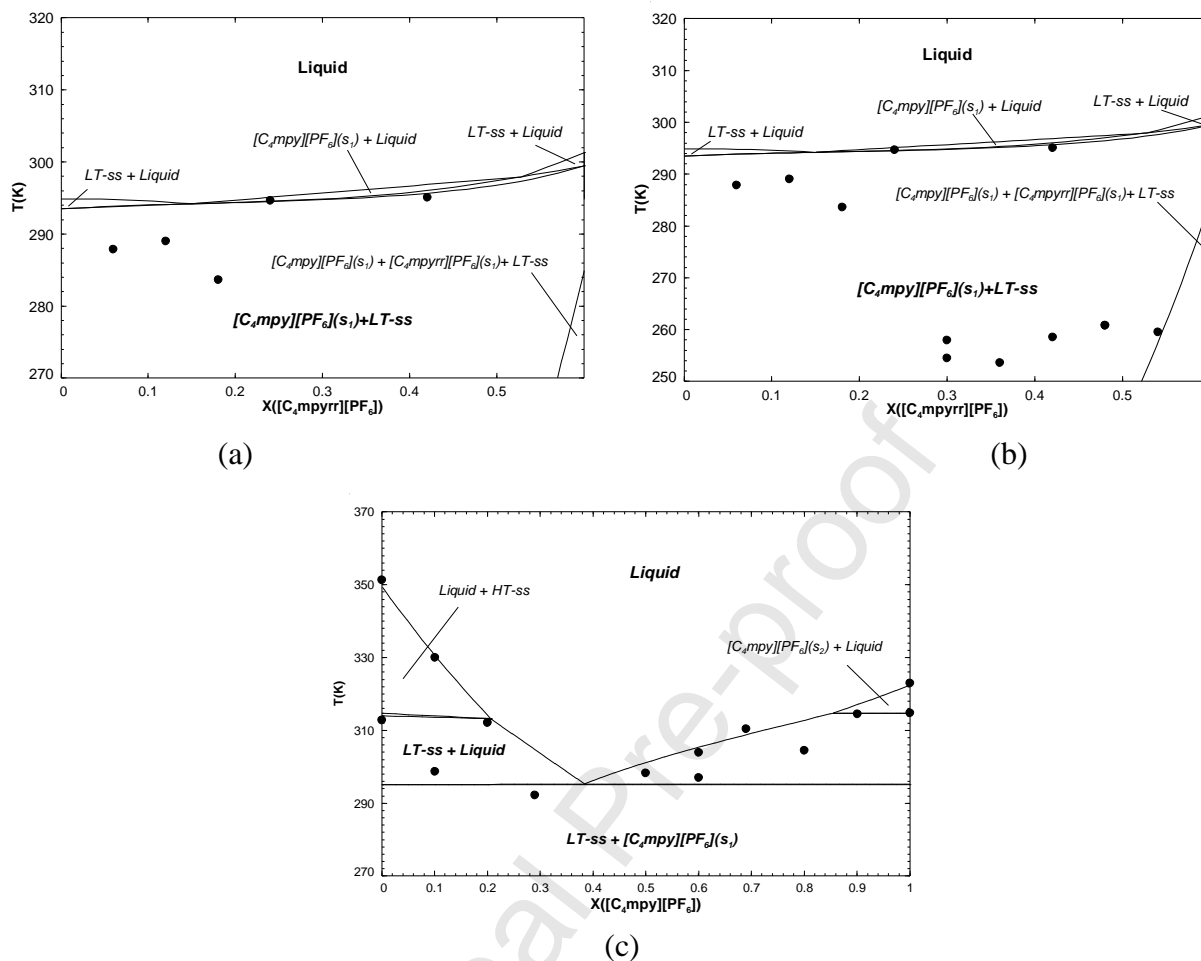 320
310
300
290
280
270
T(K)
Liquid
[C₄mpy][PF₆](s₁) + Liquid
LT-ss + Liquid
LT-ss + Liquid
[C₄mpy][PF₆](s₁) + [C₄mpyrr][PF₆](s₁)+ LT-ss
[C₄mpy][PF₆](s₁)+LT-ss
0 0.1 0.2 0.3 0.4 0.5
X([C₄mpyrr][PF₆])
(a)
320
310
300
290
280
270
260
250
T(K)
Liquid
LT-ss + Liquid
[C₄mpy][PF₆](s₁) + Liquid
LT-ss + Liquid
[C₄mpy][PF₆](s₁) + [C₄mpyrr][PF₆](s₁)+ LT-ss
[C₄mpy][PF₆](s₁)+LT-ss
0 0.1 0.2 0.3 0.4 0.5
X([C₄mpyrr][PF₆])
(b)
370
350
330
310
290
270
T(K)
Liquid
Liquid + HT-ss
[C₄mpy][PF₆](s₂) + Liquid
LT-ss + Liquid
LT-ss + [C₄mpy][PF₆](s₁)
0 0.1 0.2 0.3 0.4 0.5 0.6 0.7 0.8 0.9 1
X([C₄mpy][PF₆])
(c)
al Pre-proof